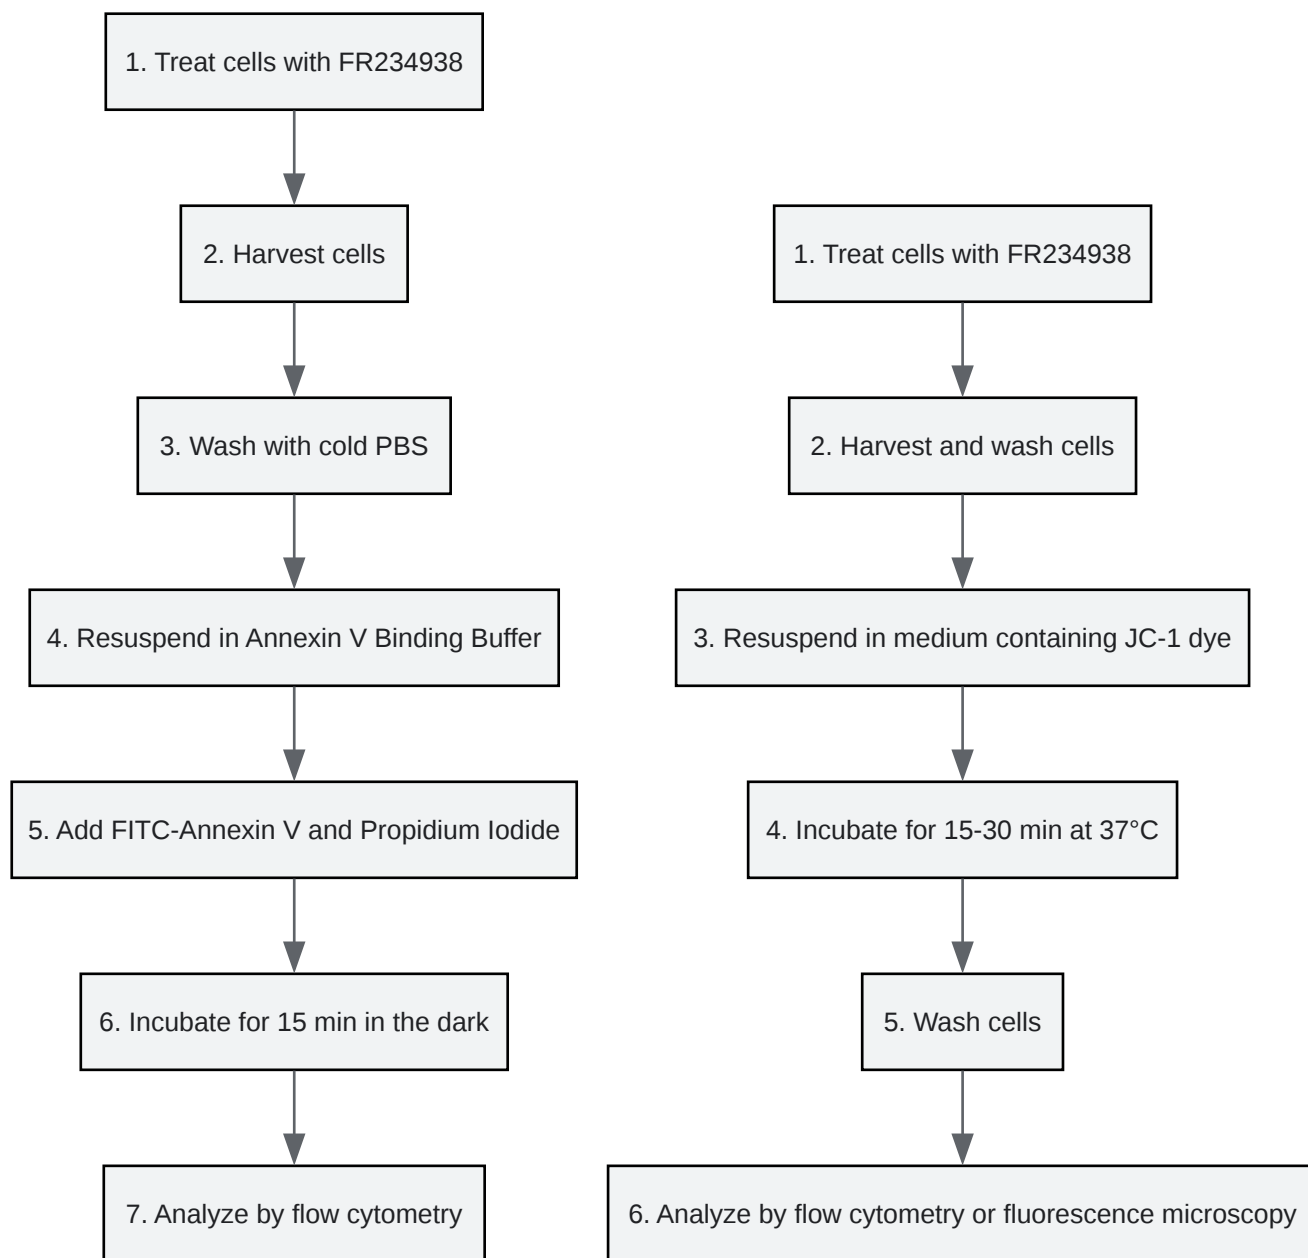 1. Treat cells with FR234938
2. Harvest cells
3. Wash with cold PBS
4. Resuspend in Annexin V Binding Buffer
5. Add FITC-Annexin V and Propidium Iodide
6. Incubate for 15 min in the dark
7. Analyze by flow cytometry
1. Treat cells with FR234938
2. Harvest and wash cells
3. Resuspend in medium containing JC-1 dye
4. Incubate for 15-30 min at 37°C
5. Wash cells
6. Analyze by flow cytometry or fluorescence microscopy